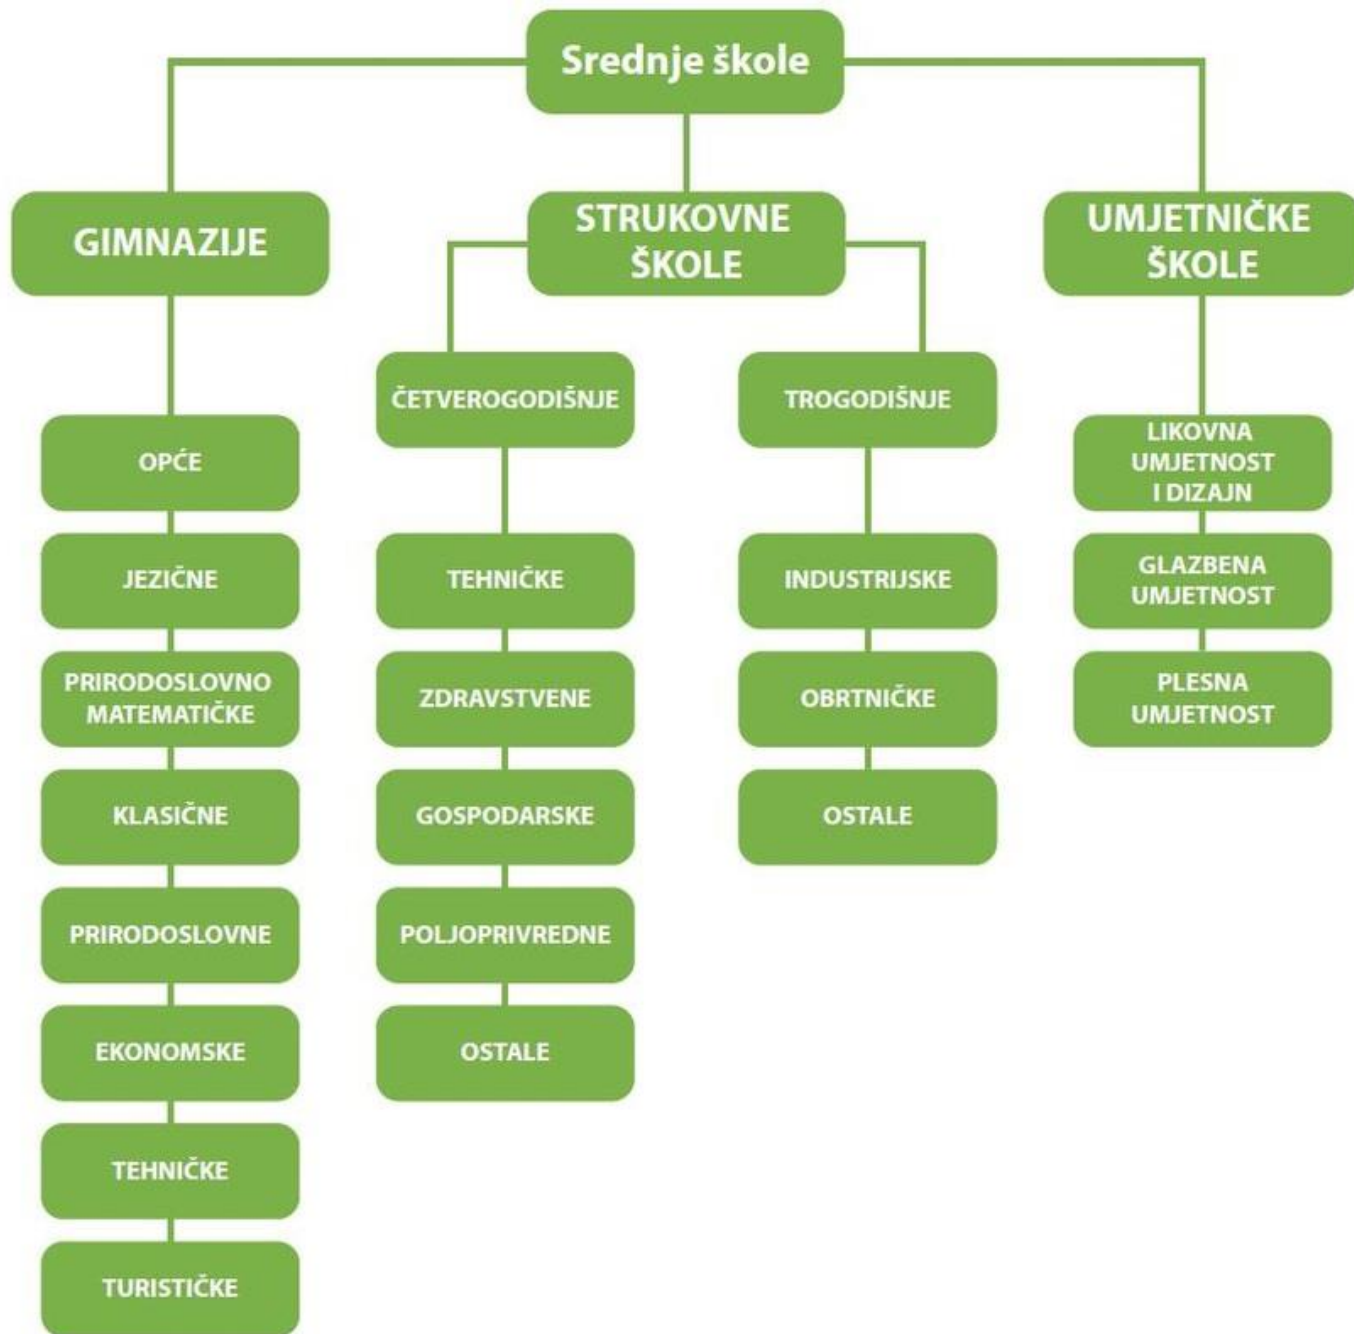 Srednje škole
GIMNAZIJE
STRUKOVNE
ŠKOLE
UMJETNIČKE
ŠKOLE
OPĆE
JEZIČNE
PRIRODOSLOVNO
MATEMATIČKE
KLASIČNE
PRIRODOSLOVNE
EKONOMSKE
TEHNIČKE
TURISTIČKE
ČETVEROGODIŠNJE
TEHNIČKE
ZDRAVSTVENE
GOSPODARSKE
POLJOPRIVREDNE
OSTALE
TROGODIŠNJE
INDUSTRIJSKE
OBRTNIČKE
OSTALE
LIKOVNA
UMJETNOST
I DIZAJN
GLAZBENA
UMJETNOST
PLESNA
UMJETNOST